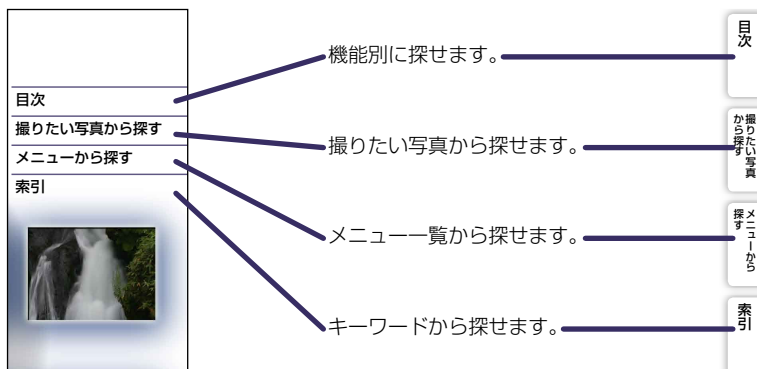 目次
撮りたい写真から探す
メニューから探す
索引
機能別に探せます。
撮りたい写真から探せます。
メニュー一覧から探せます。
キーワードから探せます。
目次
撮りたい写真
から探す
メニューから
探す
索引